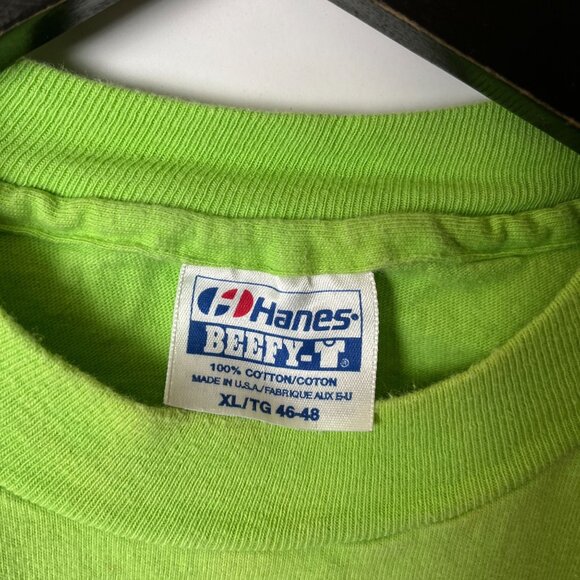 Hanes®
BEEFY-T®
100% COTTON/COTON
MADE IN U.S.A./FABRIQUE AUX E-U
XL/TG 46-48